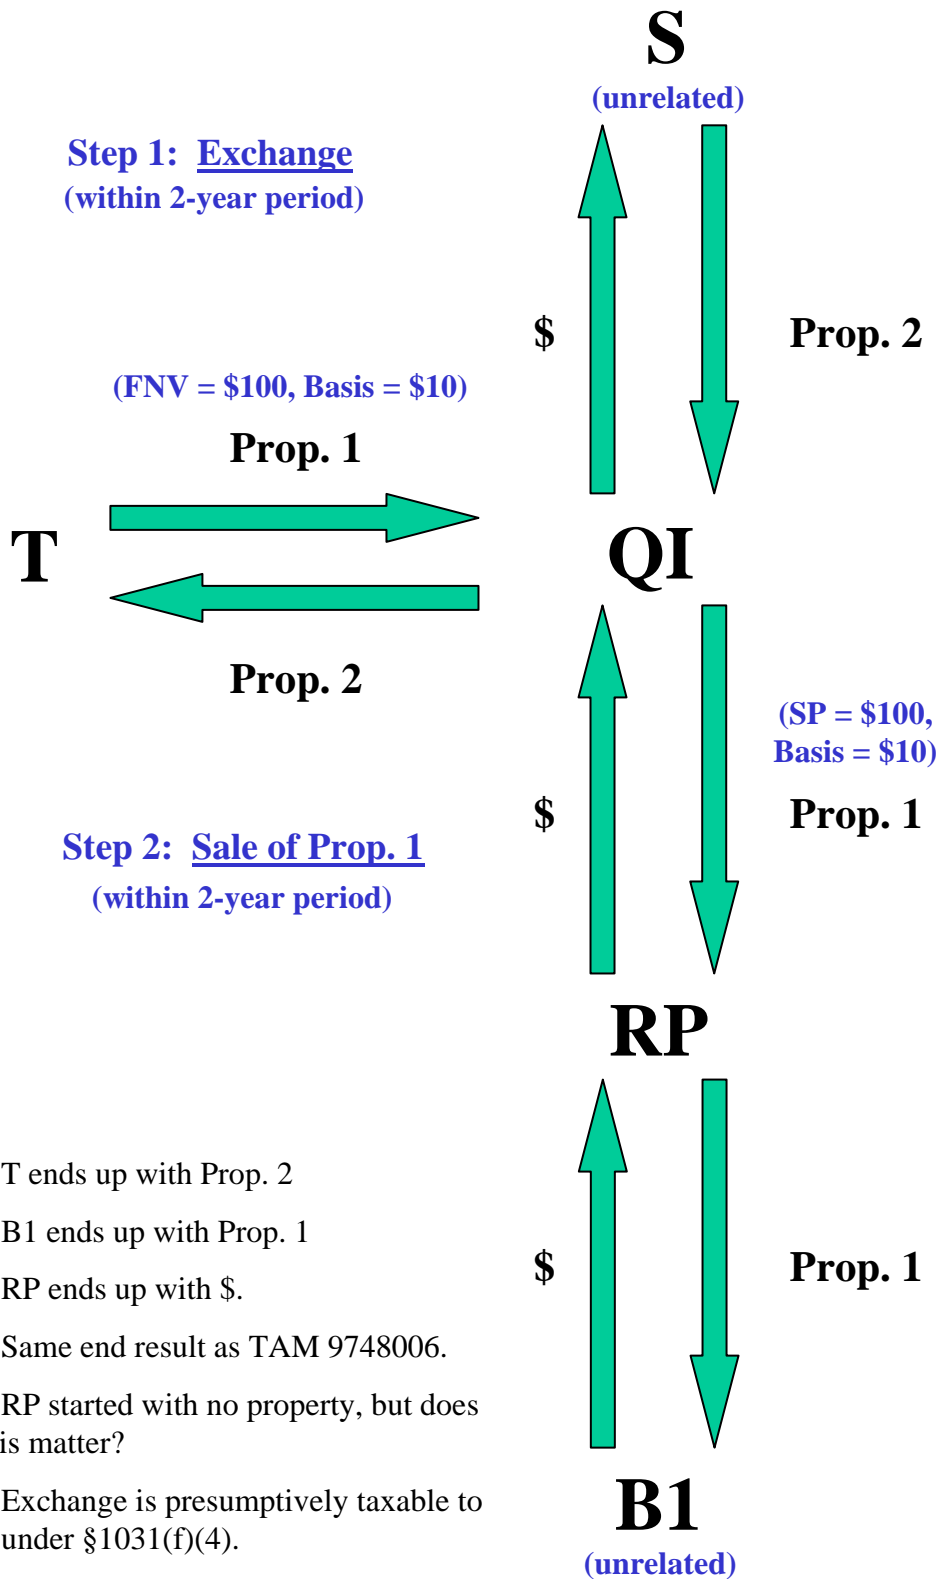 S
(unrelated)
Step 1: Exchange
(within 2-year period)
$
Prop. 2
(FNV = $100, Basis = $10)
Prop. 1
T
QI
Prop. 2
(SP = $100,
Basis = $10)
$
Prop. 1
Step 2: Sale of Prop. 1
(within 2-year period)
RP
T ends up with Prop. 2
B1 ends up with Prop. 1
$
Prop. 1
RP ends up with $.
Same end result as TAM 9748006.
RP started with no property, but does
is matter?
Exchange is presumptively taxable to
under §1031(f)(4).
B1
(unrelated)